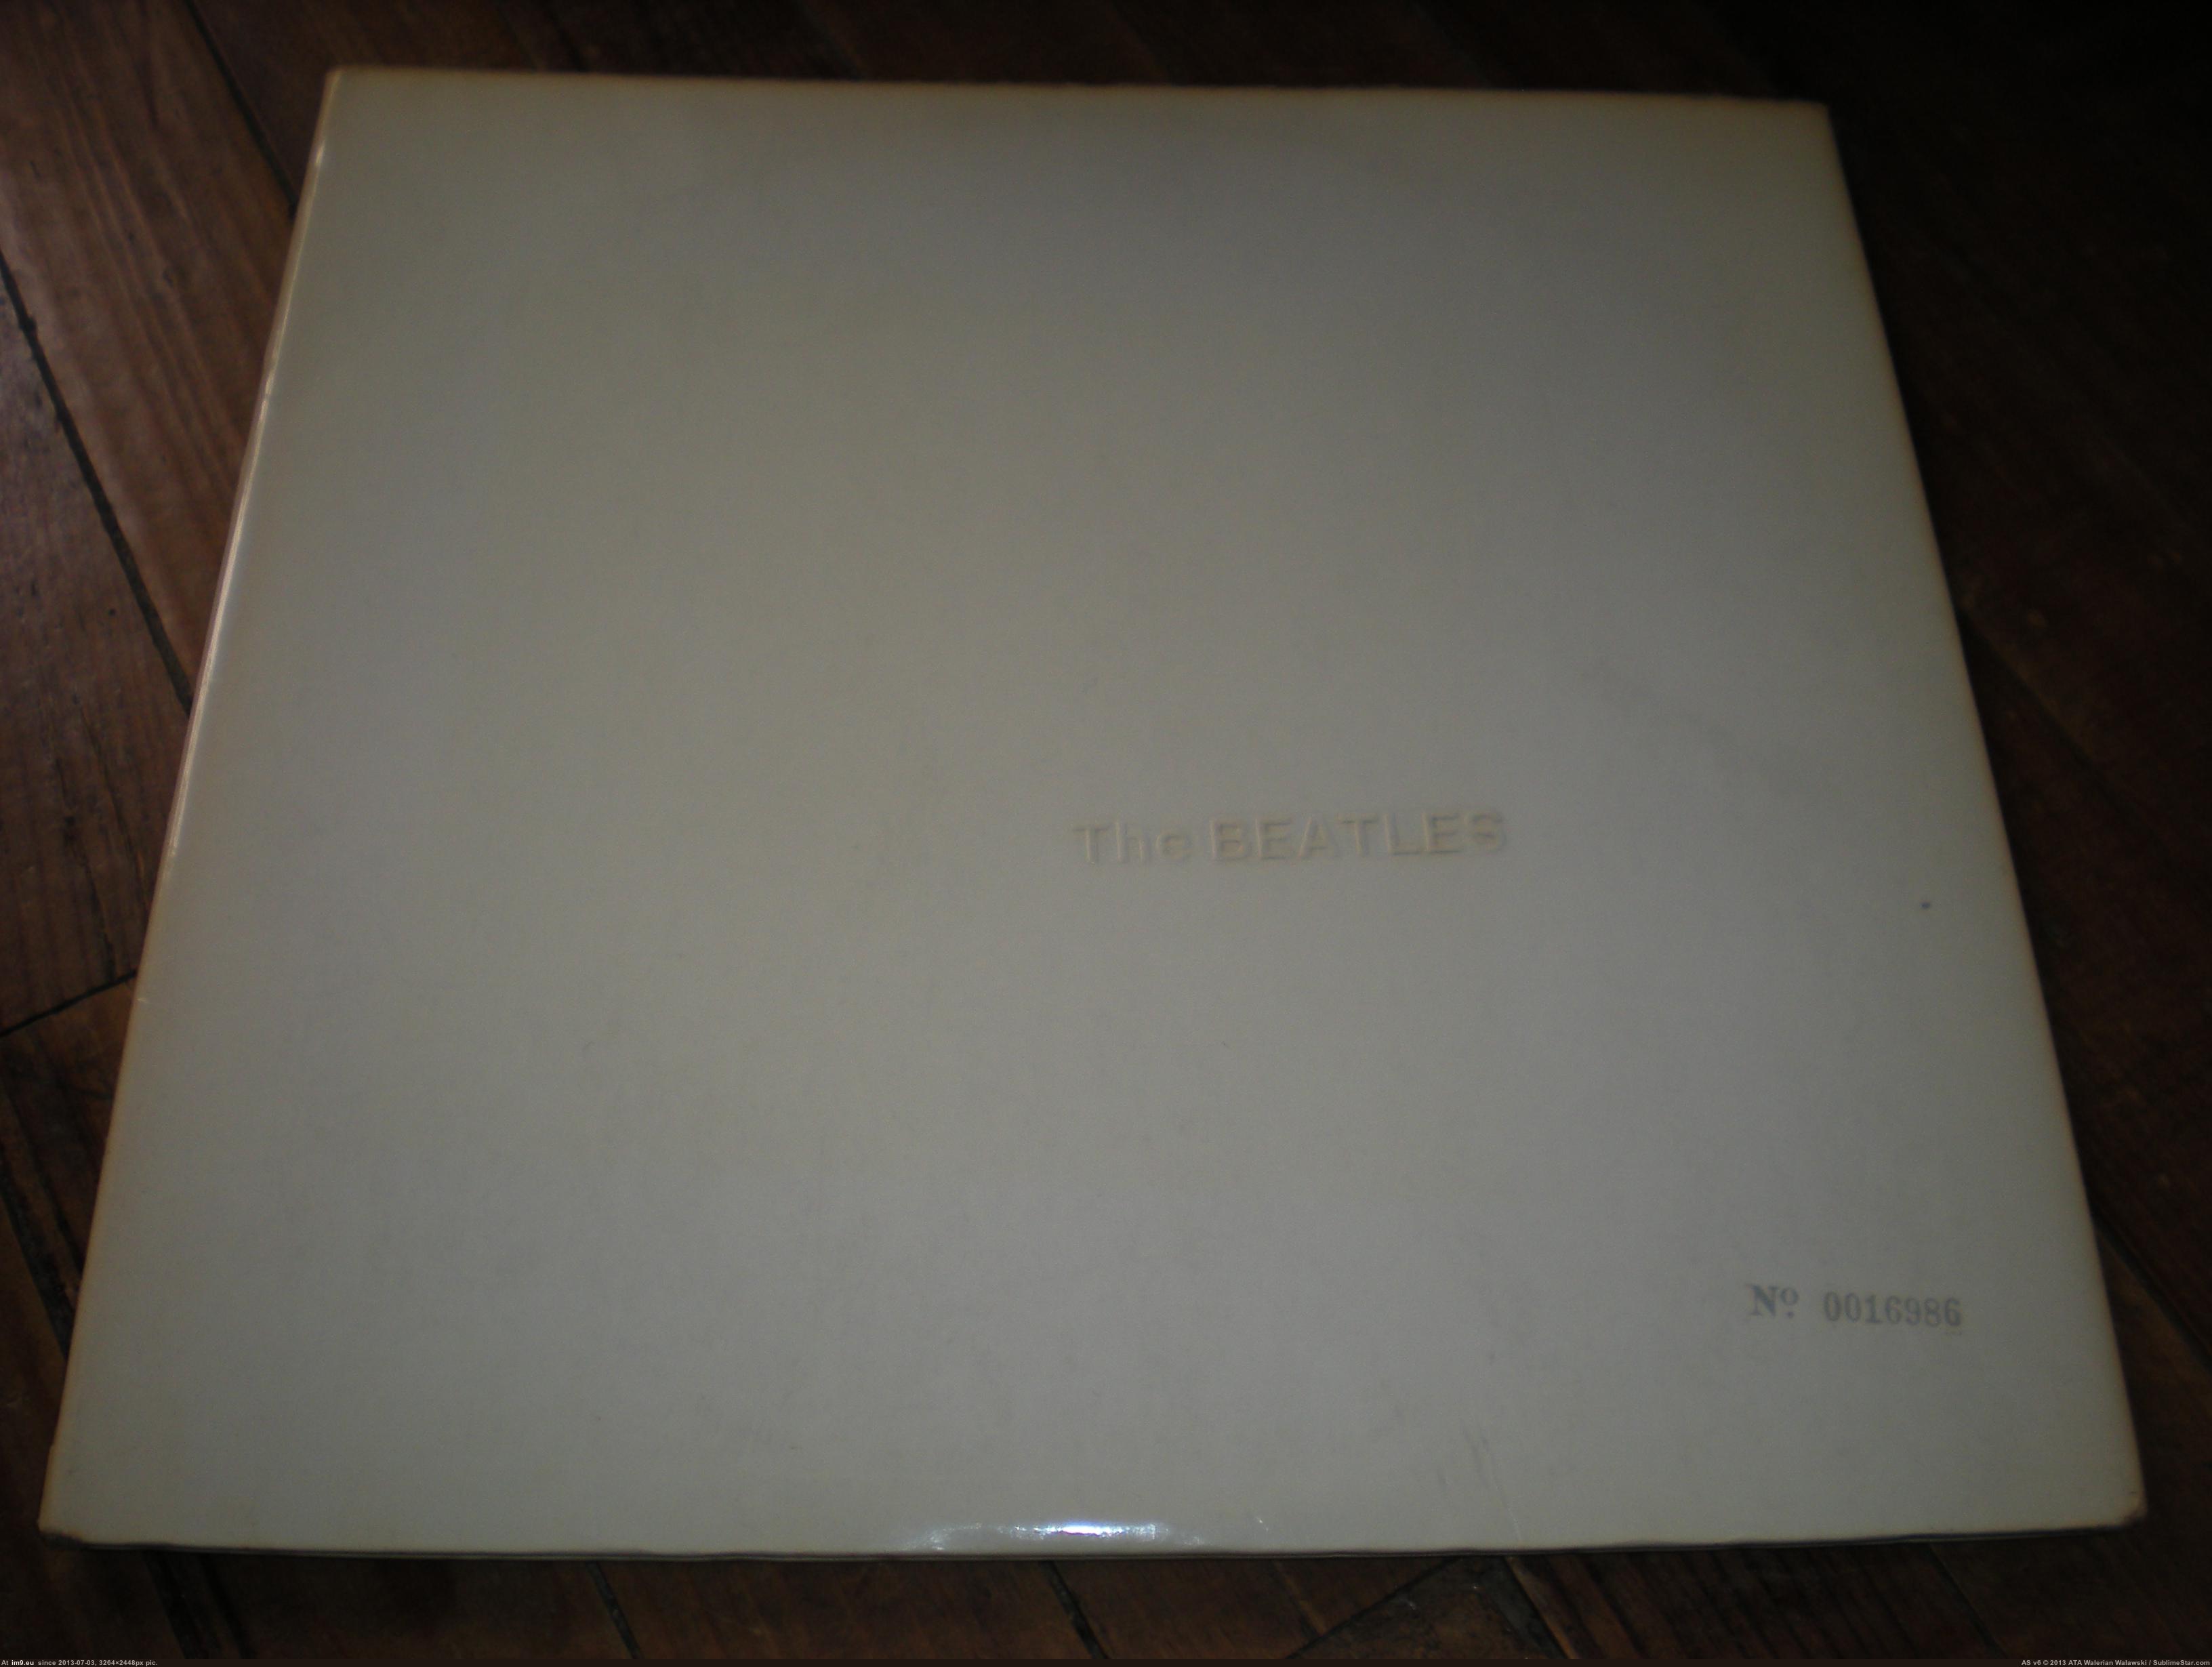 The BEATLES
Nº 0016986
At im9.eu since 2013-07-03, 3264×2448px pic.
AS v6 © 2013 ATA Walerian Walawski / SublimeStar.com